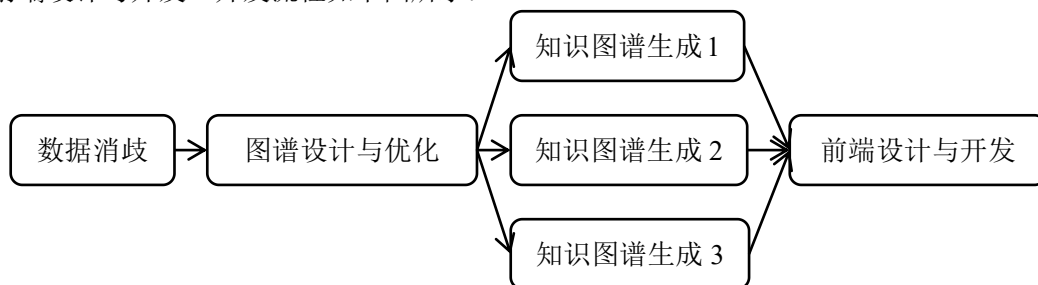 知识图谱生成 1
数据消歧
图谱设计与优化
知识图谱生成 2
前端设计与开发
知识图谱生成 3